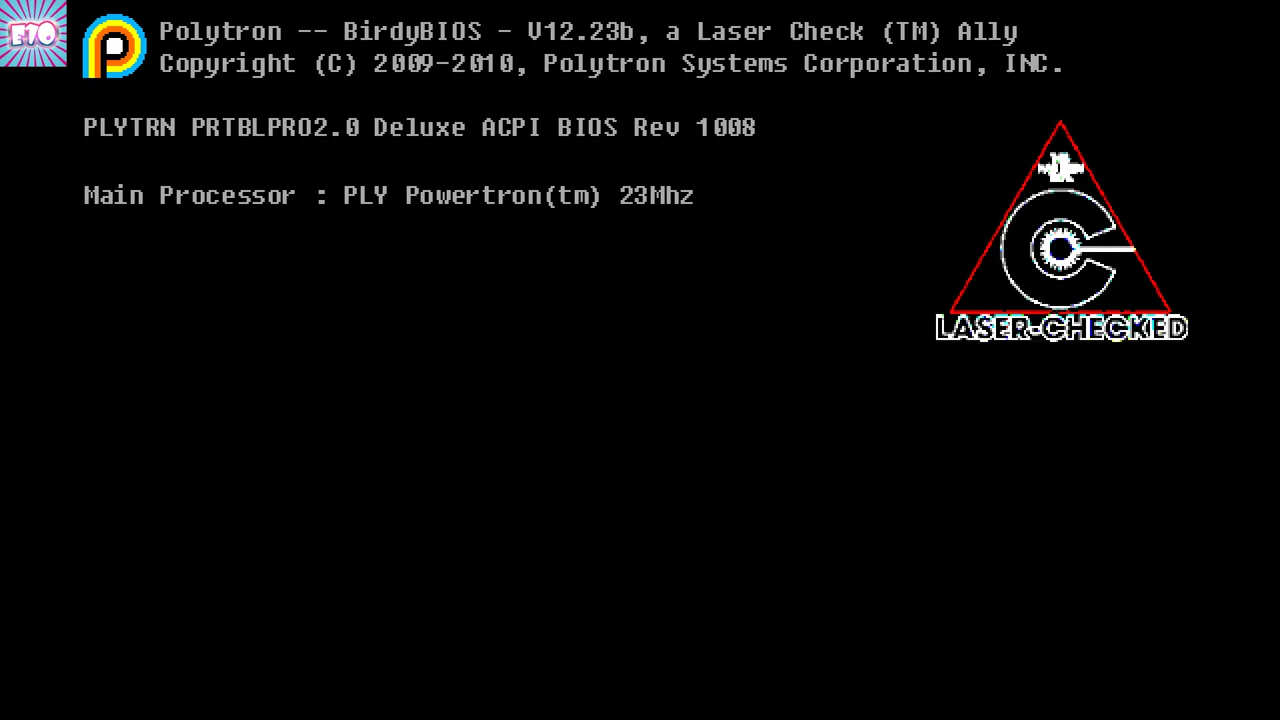 E10
Polytron -- BirdyBIOS - V12.23b, a Laser Check (TM) Ally
Copyright (C) 2009-2010, Polytron Systems Corporation, INC.
PLYTRN PRTBLPRO2.0 Deluxe ACPI BIOS Rev 1008
Main Processor : PLY Powertron(tm) 23Mhz
LASER-CHECKED